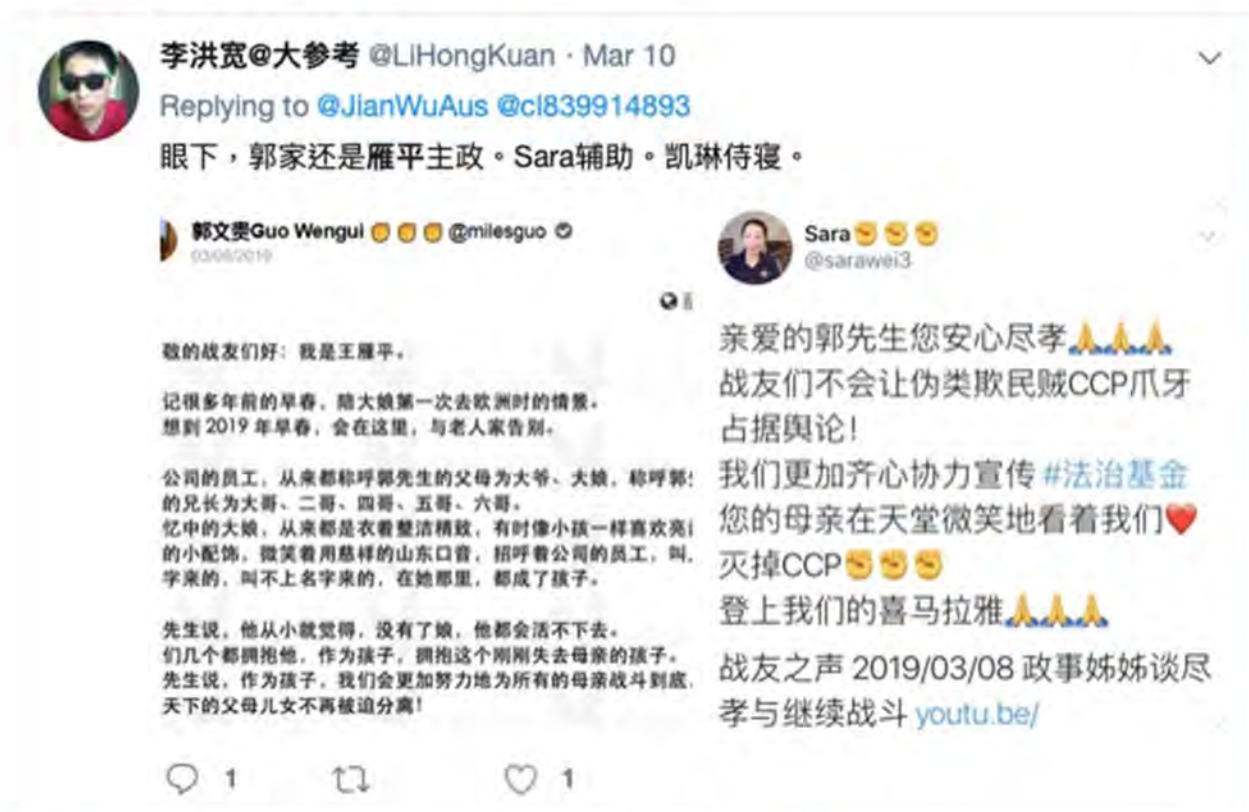 李洪宽@大参考 @LiHongKuan · Mar 10
Replying to @JianWuAus @cl839914893
眼下，郭家还是雁平主政。Sara辅助。凯琳侍寝。
郭文贵Guo Wengui ✊✊✊ @milesguo
03/08/2019
敬的战友们好：我是王雁平。
记很多年前的早春，陪大娘第一次去欧洲时的情景。
想到 2019 年早春，会在这里，与老人家告别。
公司的员工，从来都称呼郭先生的父母为大爷、大娘，称呼郭
的兄长为大哥、二哥、四哥、五哥、六哥。
忆中的大娘，从来都是衣着整洁精致，有时像小孩一样喜欢亮
的小配饰，微笑着用慈祥的山东口音，招呼着公司的员工，叫
字来的，叫不上名字来的，在她那里，都成了孩子。
先生说，他从小就觉得，没有了娘，他都会活不下去。
们几个都拥抱他，作为孩子，拥抱这个刚刚失去母亲的孩子。
先生说，作为孩子，我们会更加努力地为所有的母亲战斗到底，
天下的父母儿女不再被迫分离！
Sara✊✊✊
@sarawei3
亲爱的郭先生您安心尽孝🙏🙏🙏
战友们不会让伪类欺民贼CCP爪牙
占据舆论！
我们更加齐心协力宣传 #法治基金
您的母亲在天堂微笑地看着我们❤️
灭掉CCP✊✊✊
登上我们的喜马拉雅🙏🙏🙏
战友之声 2019/03/08 政事姊姊谈尽
孝与继续战斗 youtu.be/
1
1